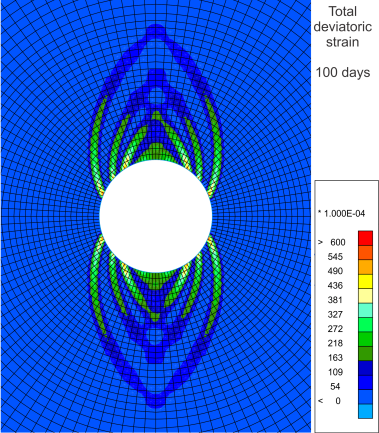 Total
deviatoric
strain
100 days
* 1.000E-04
> 600
545
490
436
381
327
272
218
163
109
54
< 0